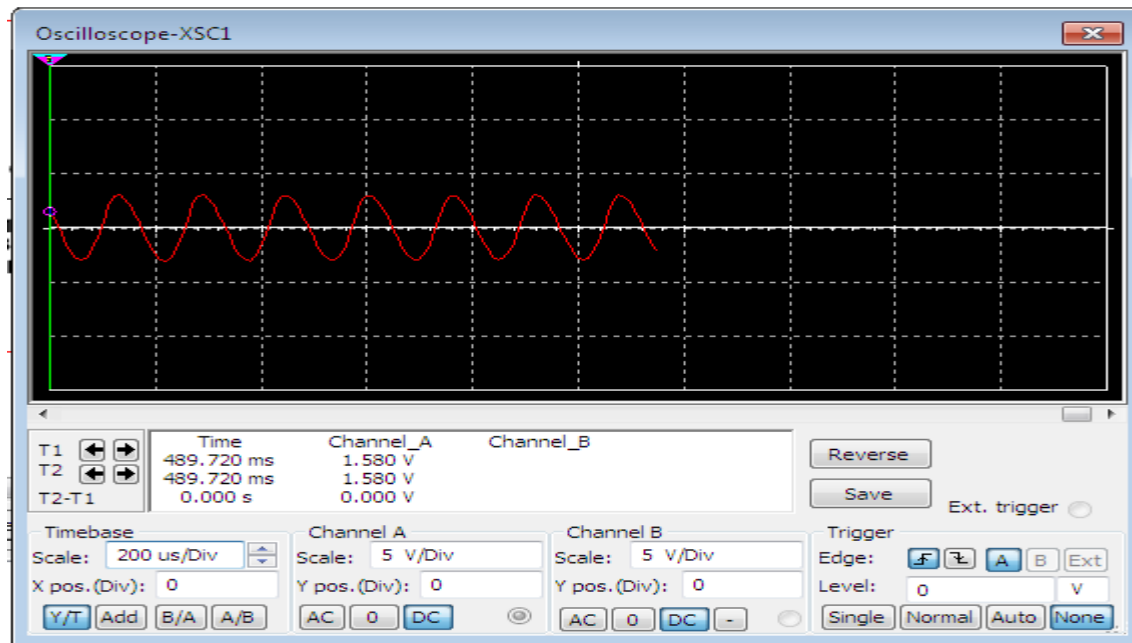 Oscilloscope-XSC1
T1
T2
T2-T1
Time Channel_A Channel_B
489.720 ms 1.580 V
489.720 ms 1.580 V
0.000 s 0.000 V
Reverse
Save
Ext. trigger
Timebase
Scale: 200 us/Div
X pos.(Div): 0
Y/T Add B/A A/B
Channel A
Scale: 5 V/Div
Y pos.(Div): 0
AC 0 DC
Channel B
Scale: 5 V/Div
Y pos.(Div): 0
AC 0 DC -
Trigger
Edge: A B Ext
Level: 0 V
Single Normal Auto None